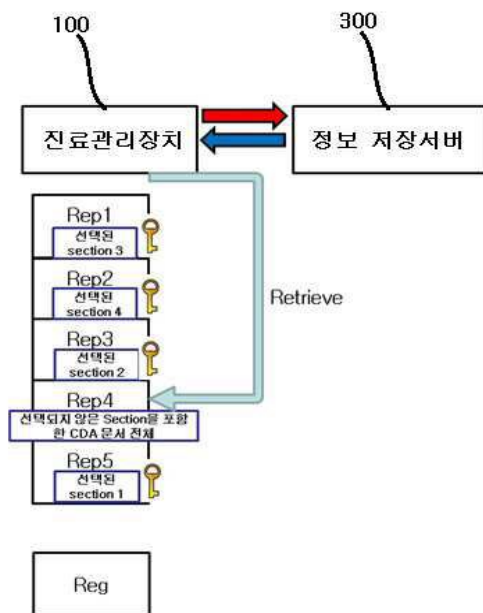 100
300
진료관리장치
정보 저장서버
Rep1
선택된
section 3
Rep2
선택된
section 4
Retrieve
Rep3
선택된
section 2
Rep4
선택되지 않은 Section을 포함
한 CDA 문서 전체
Rep5
선택된
section 1
Reg